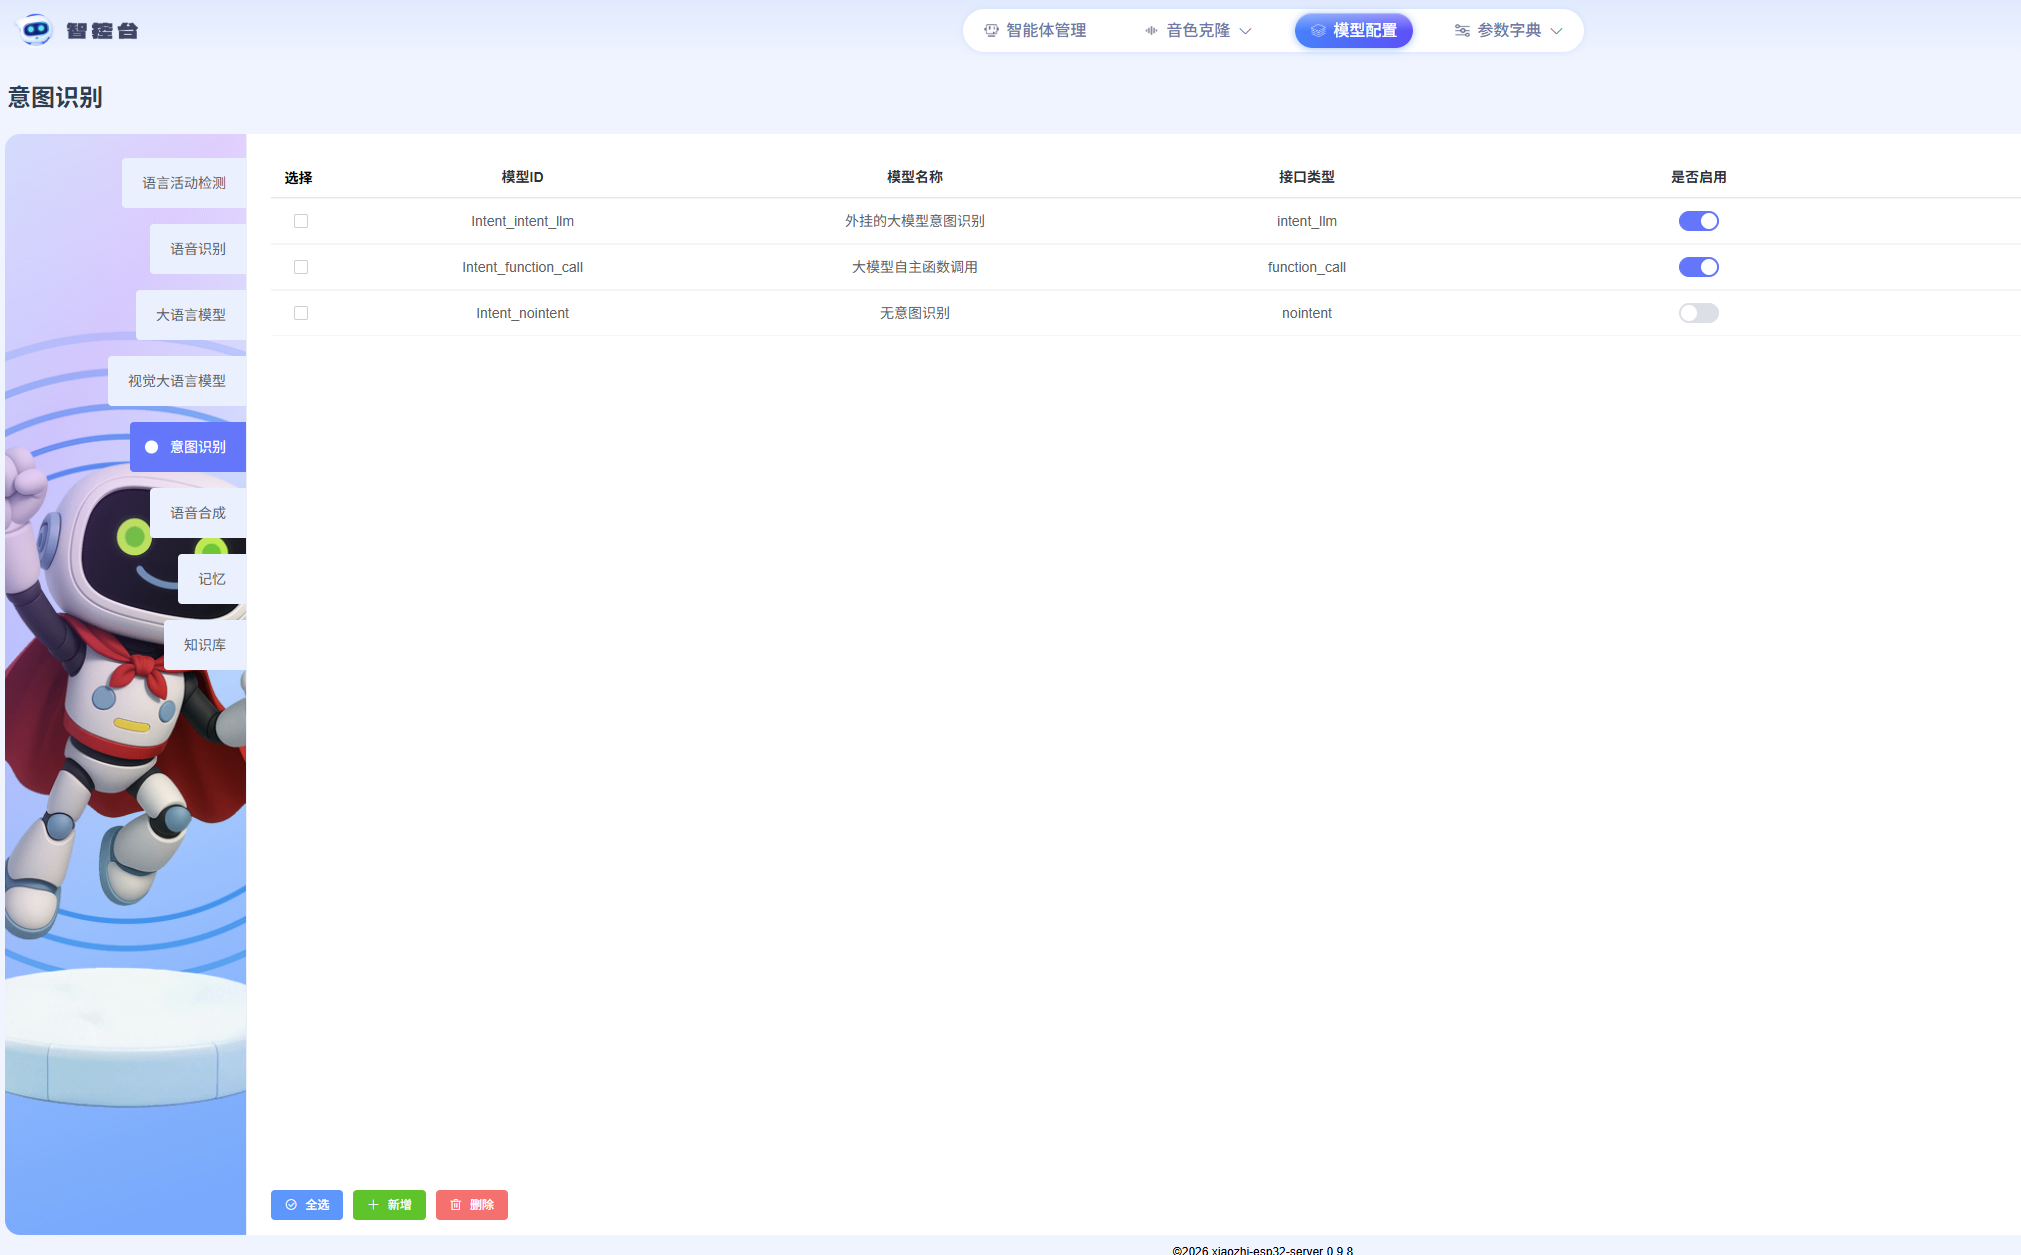 智控台
智能体管理 音色克隆 模型配置 参数字典
意图识别
语言活动检测
语音识别
大语言模型
视觉大语言模型
意图识别
语音合成
记忆
知识库
选择 模型ID 模型名称 接口类型 是否启用
Intent_intent_llm 外挂的大模型意图识别 intent_llm
Intent_function_call 大模型自主函数调用 function_call
Intent_nointent 无意图识别 nointent
全选 新增 删除
©2026 xiaozhi-esp32-server 0.9.8